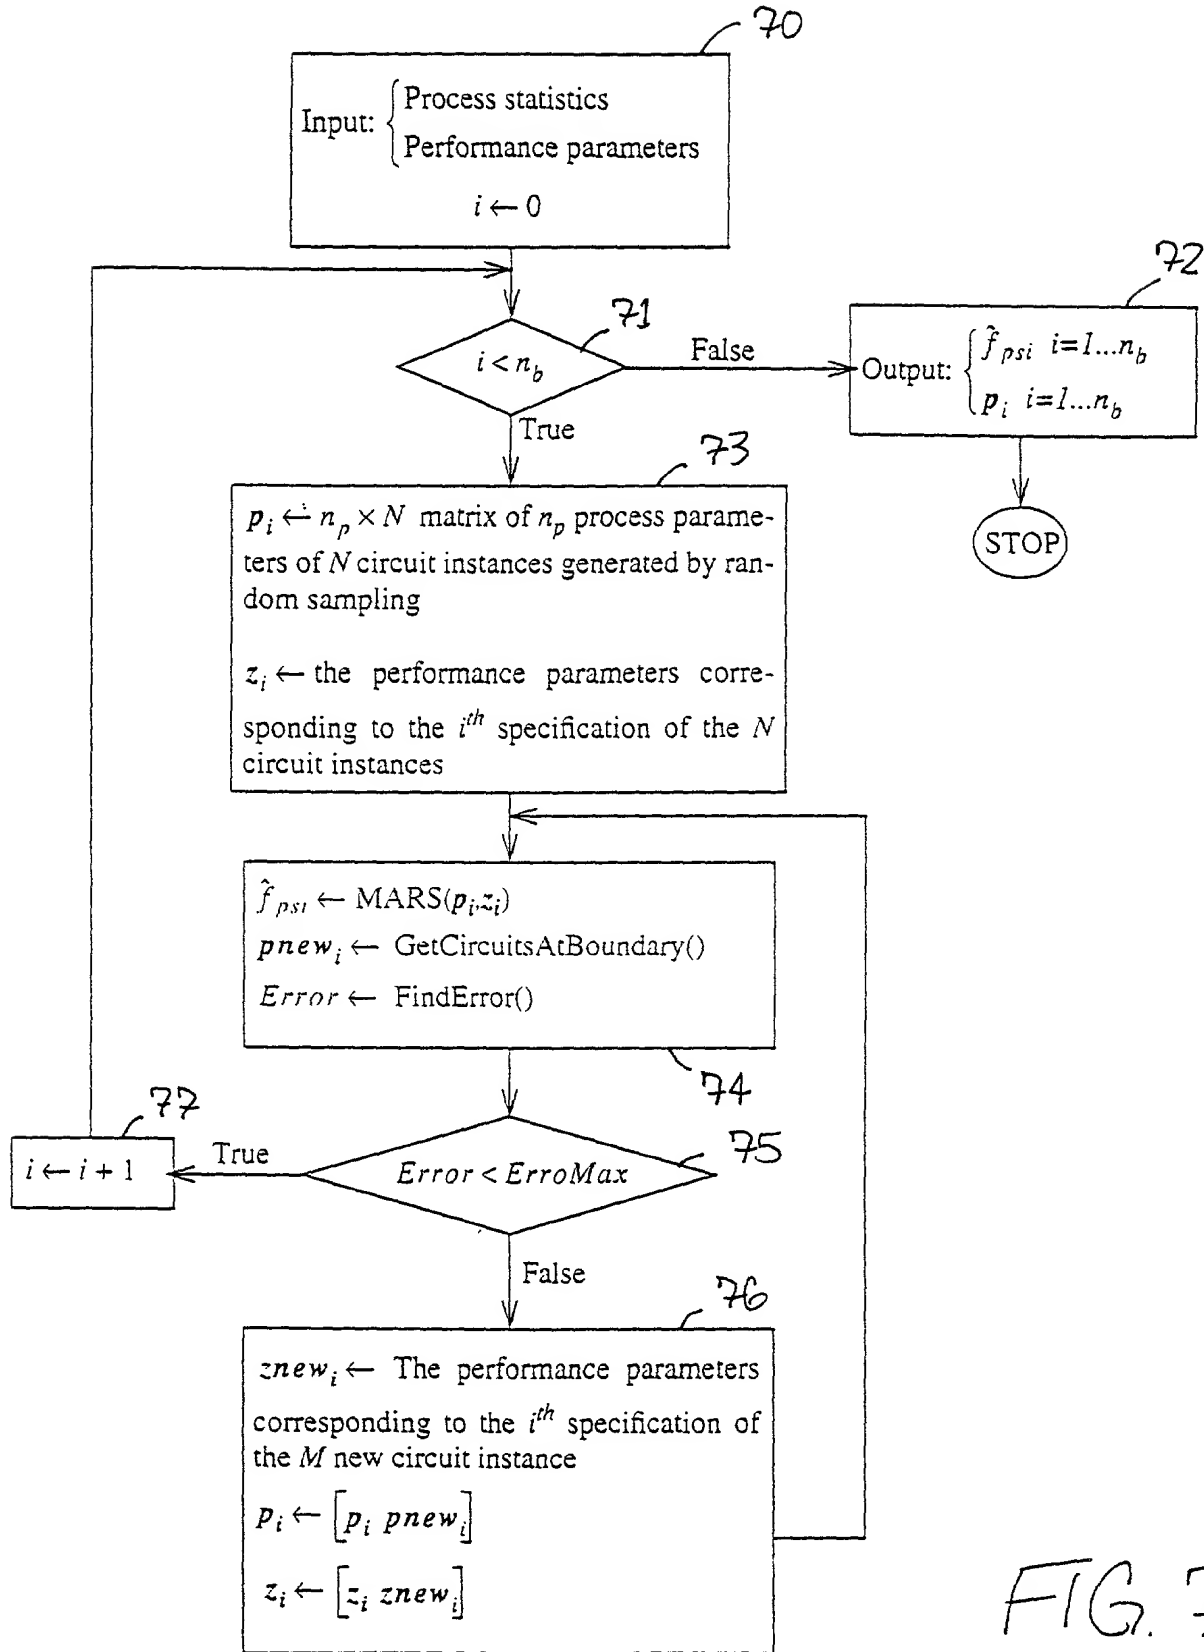 70
Input: { Process statistics
Performance parameters
i ← 0
72
71
i < n_b
False
Output: { f̂_psi i=1...n_b
p_i i=1...n_b
True
STOP
73
p_i ← n_p × N matrix of n_p process parame-
ters of N circuit instances generated by ran-
dom sampling
z_i ← the performance parameters corre-
sponding to the i^th specification of the N
circuit instances
f̂_psi ← MARS(p_i,z_i)
pnew_i ← GetCircuitsAtBoundary()
Error ← FindError()
74
77
75
i ← i + 1
True
Error < ErroMax
False
76
znew_i ← The performance parameters
corresponding to the i^th specification of
the M new circuit instance
p_i ← [p_i pnew_i]
z_i ← [z_i znew_i]
FIG. 7